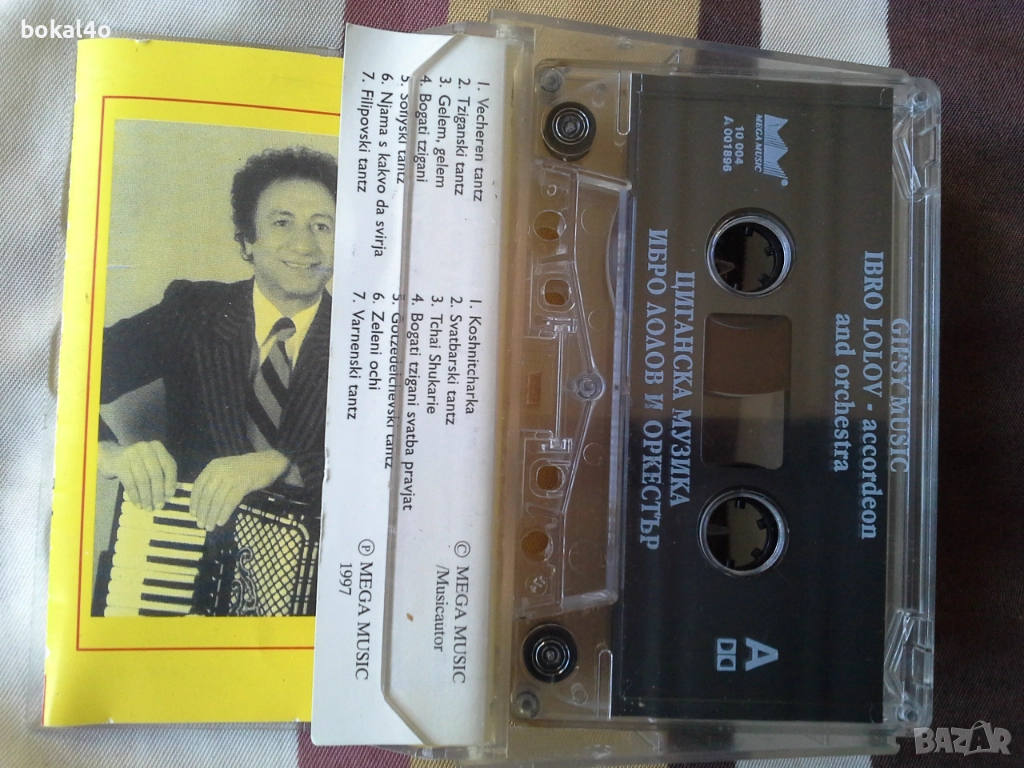 bokal4o
1. Vecheren tantz
2. Tziganski tantz
3. Gelem, gelem
4. Bogati tzigani
5. Sofiyski tantz
6. Njama s kakvo da svirja
7. Filipovski tantz
1. Koshnitcharka
2. Svatbarski tantz
3. Tchai Shukarie
4. Bogati tzigani svatba pravjat
5. Gotzedeltchevski tantz
6. Zeleni ochi
7. Varnenski tantz
© MEGA MUSIC
/Musicautor
℗ MEGA MUSIC
1997
MEGA MUSIC®
10 004
A 001896
GIPSY MUSIC
IBRO LOLOV - accordeon
and orchestra
ЦИГАНСКА МУЗИКА
ИБРО ЛОЛОВ И ОРКЕСТЪР
A
BAZAR